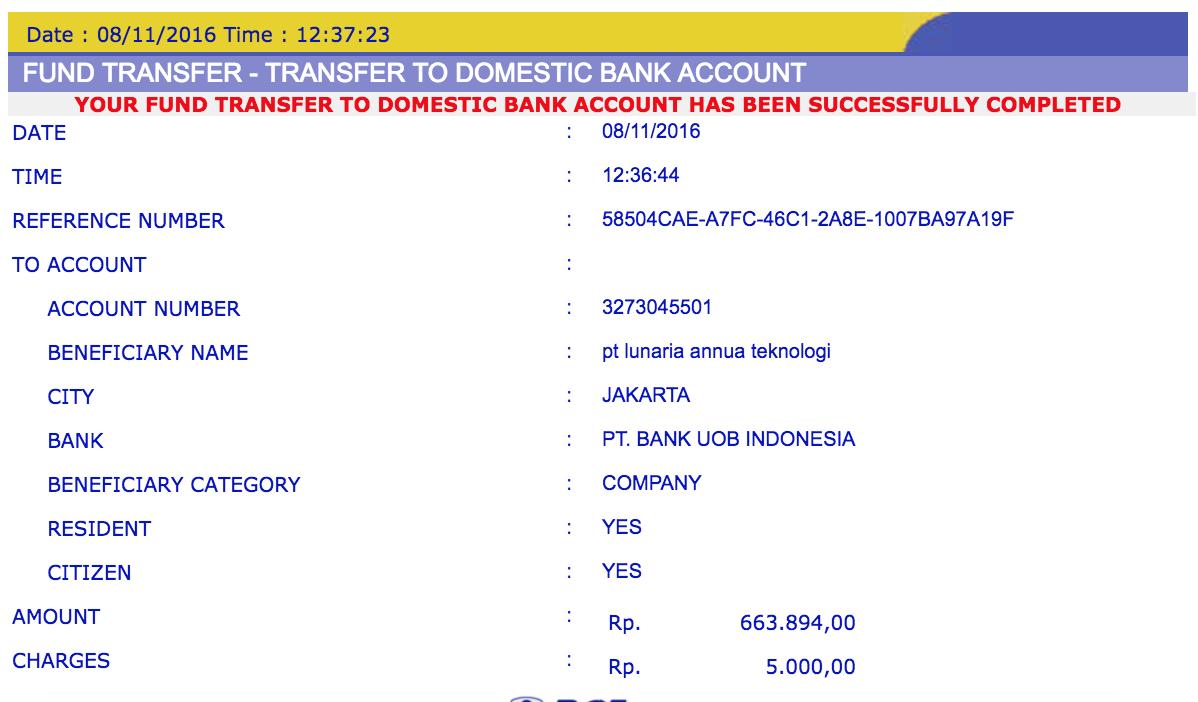 Date : 08/11/2016 Time : 12:37:23
FUND TRANSFER - TRANSFER TO DOMESTIC BANK ACCOUNT
YOUR FUND TRANSFER TO DOMESTIC BANK ACCOUNT HAS BEEN SUCCESSFULLY COMPLETED
DATE : 08/11/2016
TIME : 12:36:44
REFERENCE NUMBER : 58504CAE-A7FC-46C1-2A8E-1007BA97A19F
TO ACCOUNT :
ACCOUNT NUMBER : 3273045501
BENEFICIARY NAME : pt lunaria annua teknologi
CITY : JAKARTA
BANK : PT. BANK UOB INDONESIA
BENEFICIARY CATEGORY : COMPANY
RESIDENT : YES
CITIZEN : YES
AMOUNT : Rp. 663.894,00
CHARGES : Rp. 5.000,00